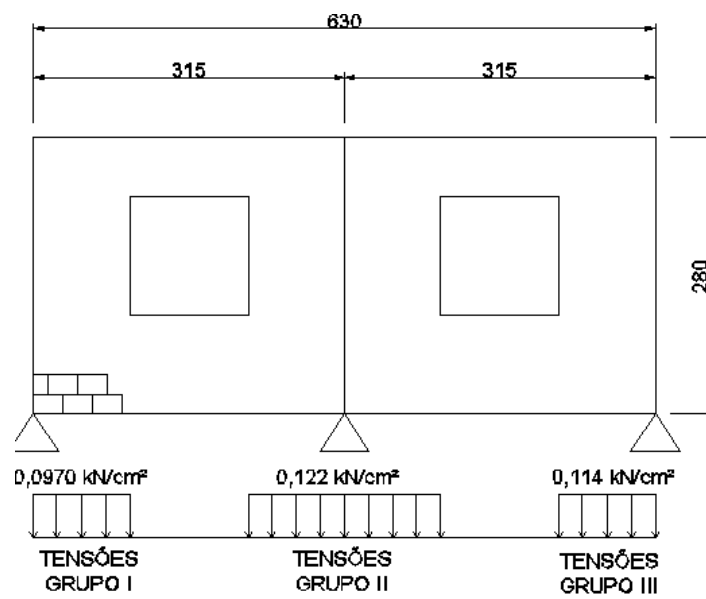 630
315
315
280
0,0970 kN/cm²
0,122 kN/cm²
0,114 kN/cm²
TENSÕES
GRUPO I
TENSÕES
GRUPO II
TENSÕES
GRUPO III